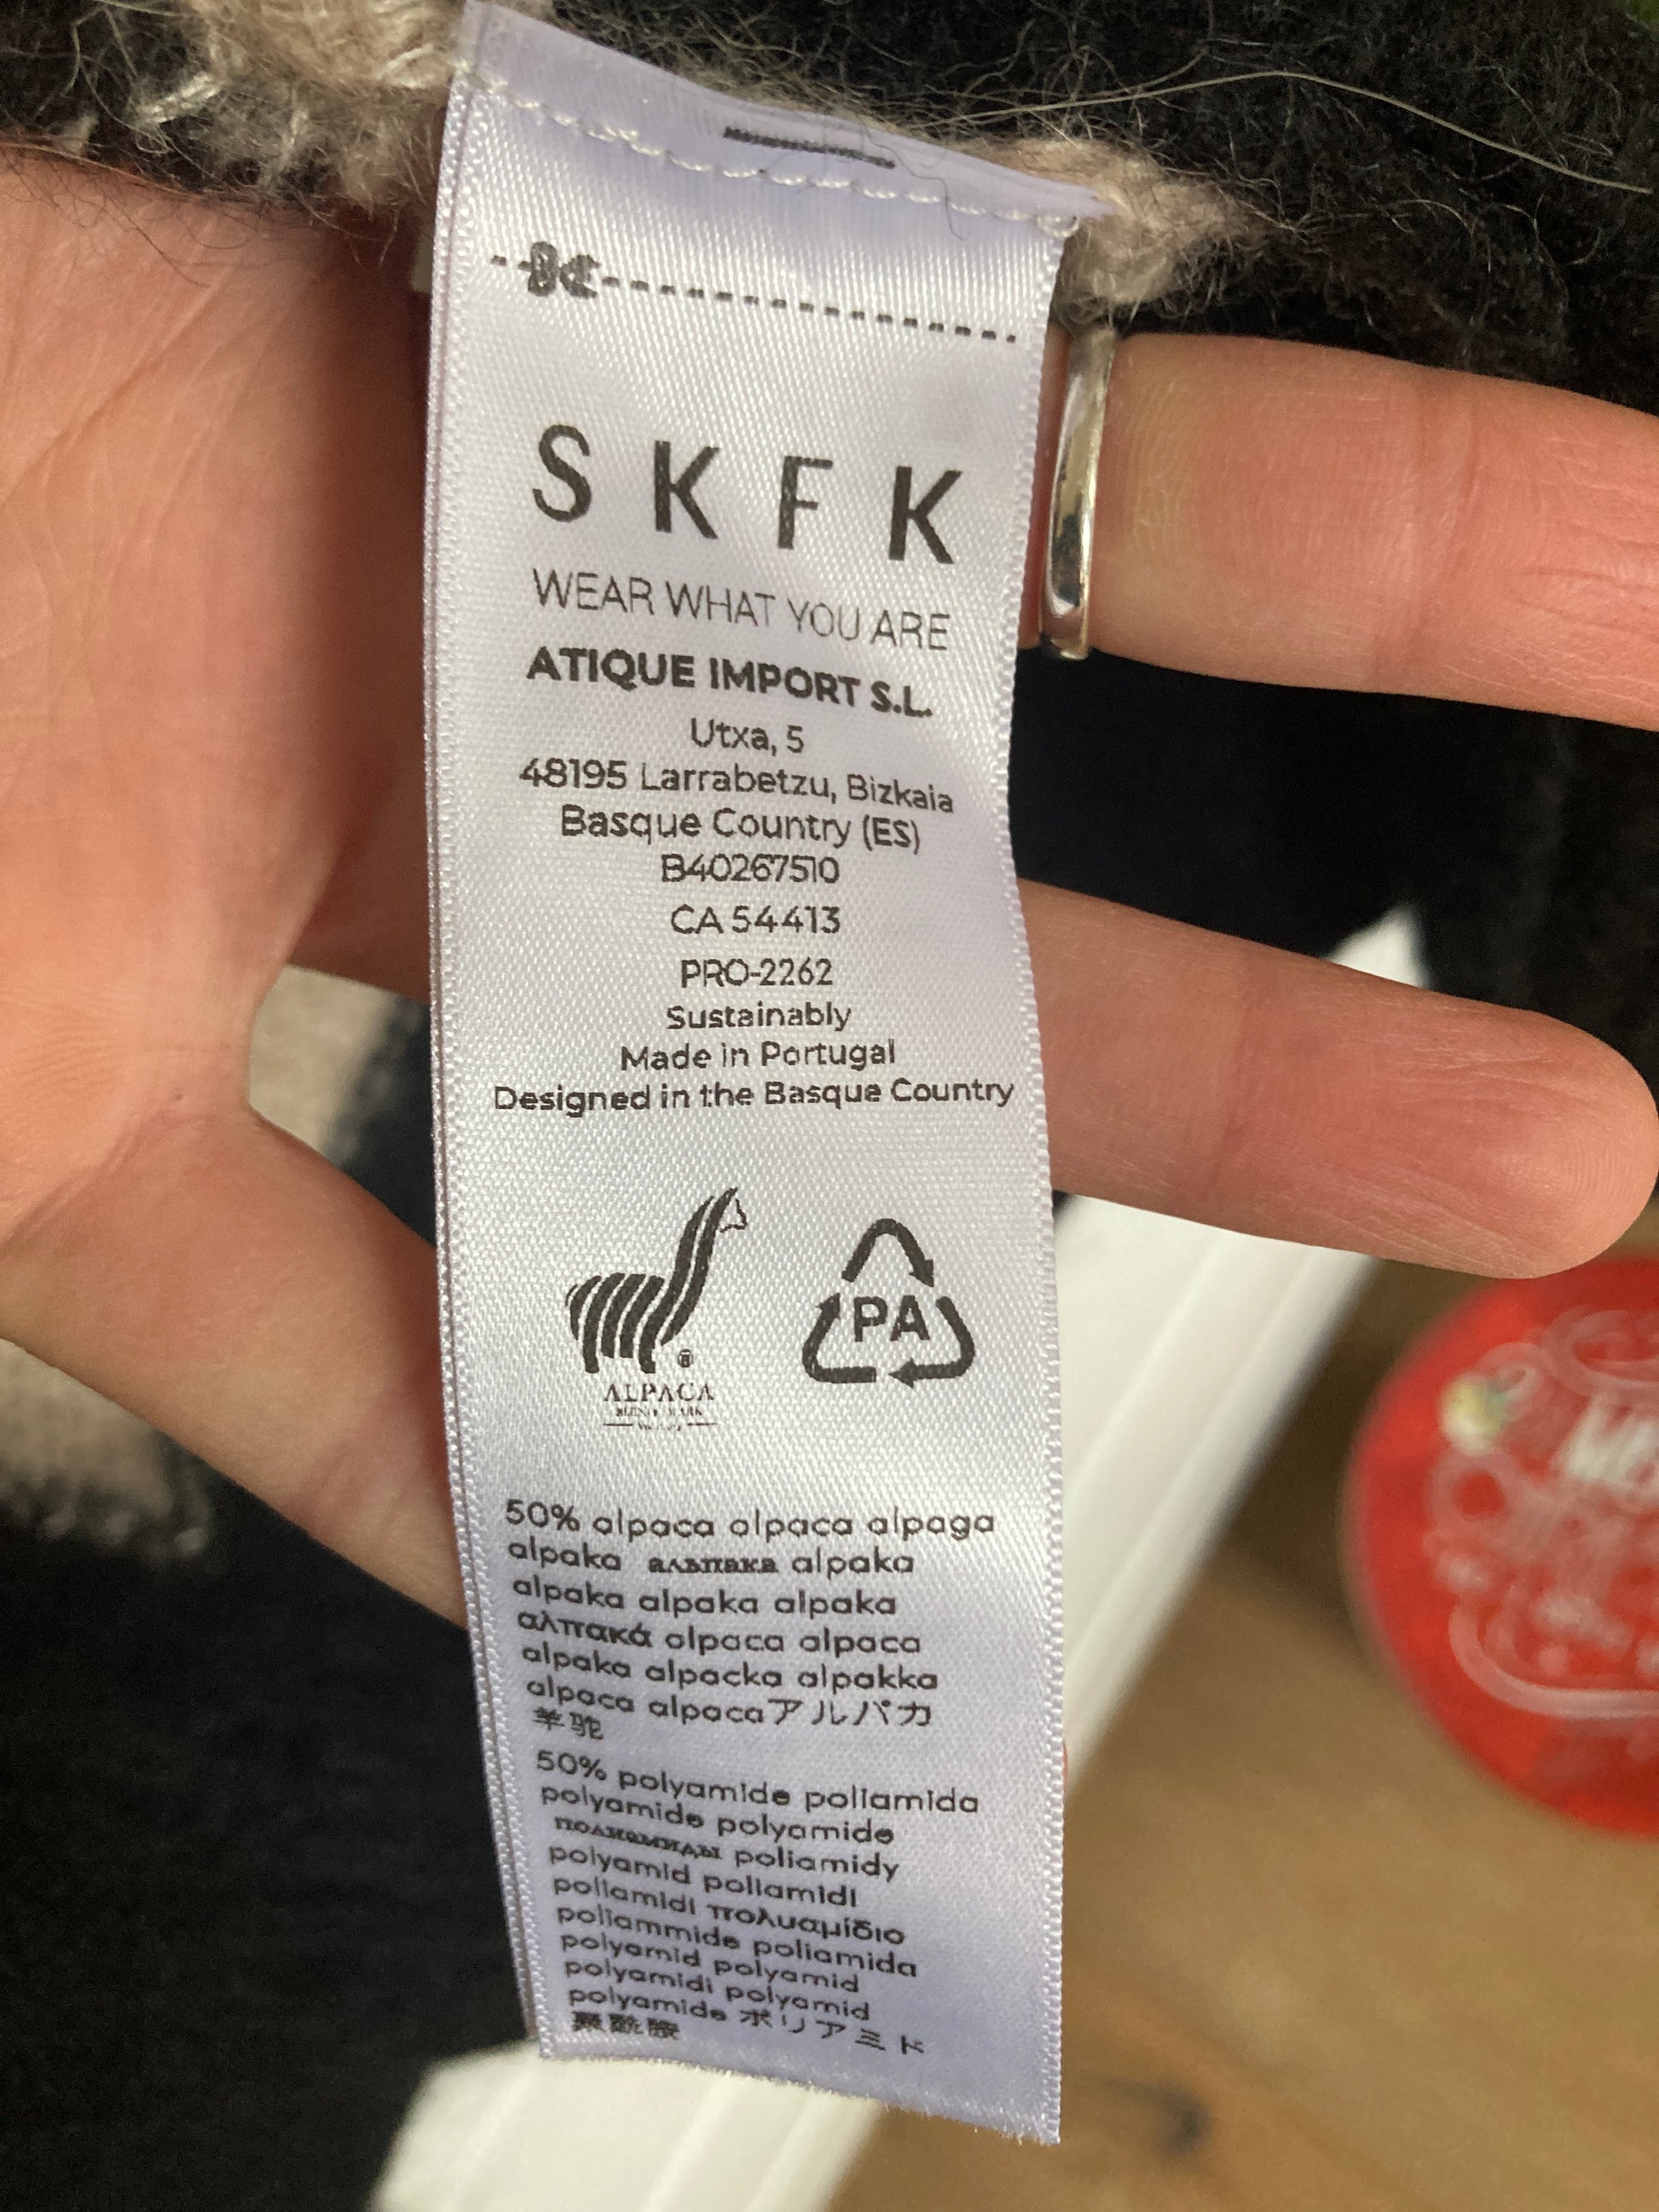 S K F K
WEAR WHAT YOU ARE
ATIQUE IMPORT S.L.
Utxa, 5
48195 Larrabetzu, Bizkaia
Basque Country (ES)
B40267510
CA 54413
PRO-2262
Sustainably
Made in Portugal
Designed in the Basque Country
PA
®
ALPACA
50% alpaca alpaca alpaga
alpaka алпака alpaka
alpaka alpaka alpaka
αλπακά alpaca alpaca
alpaka alpacka alpakka
alpaca alpacaアルパカ
羊驼
50% polyamide poliamida
polyamide polyamide
полиамиды poliamidy
polyamid poliamidi
poliamidi πολυαμίδιο
poliammide poliamida
polyamid polyamid
polyamidi polyamid
polyamide ポリアミド
聚酰胺